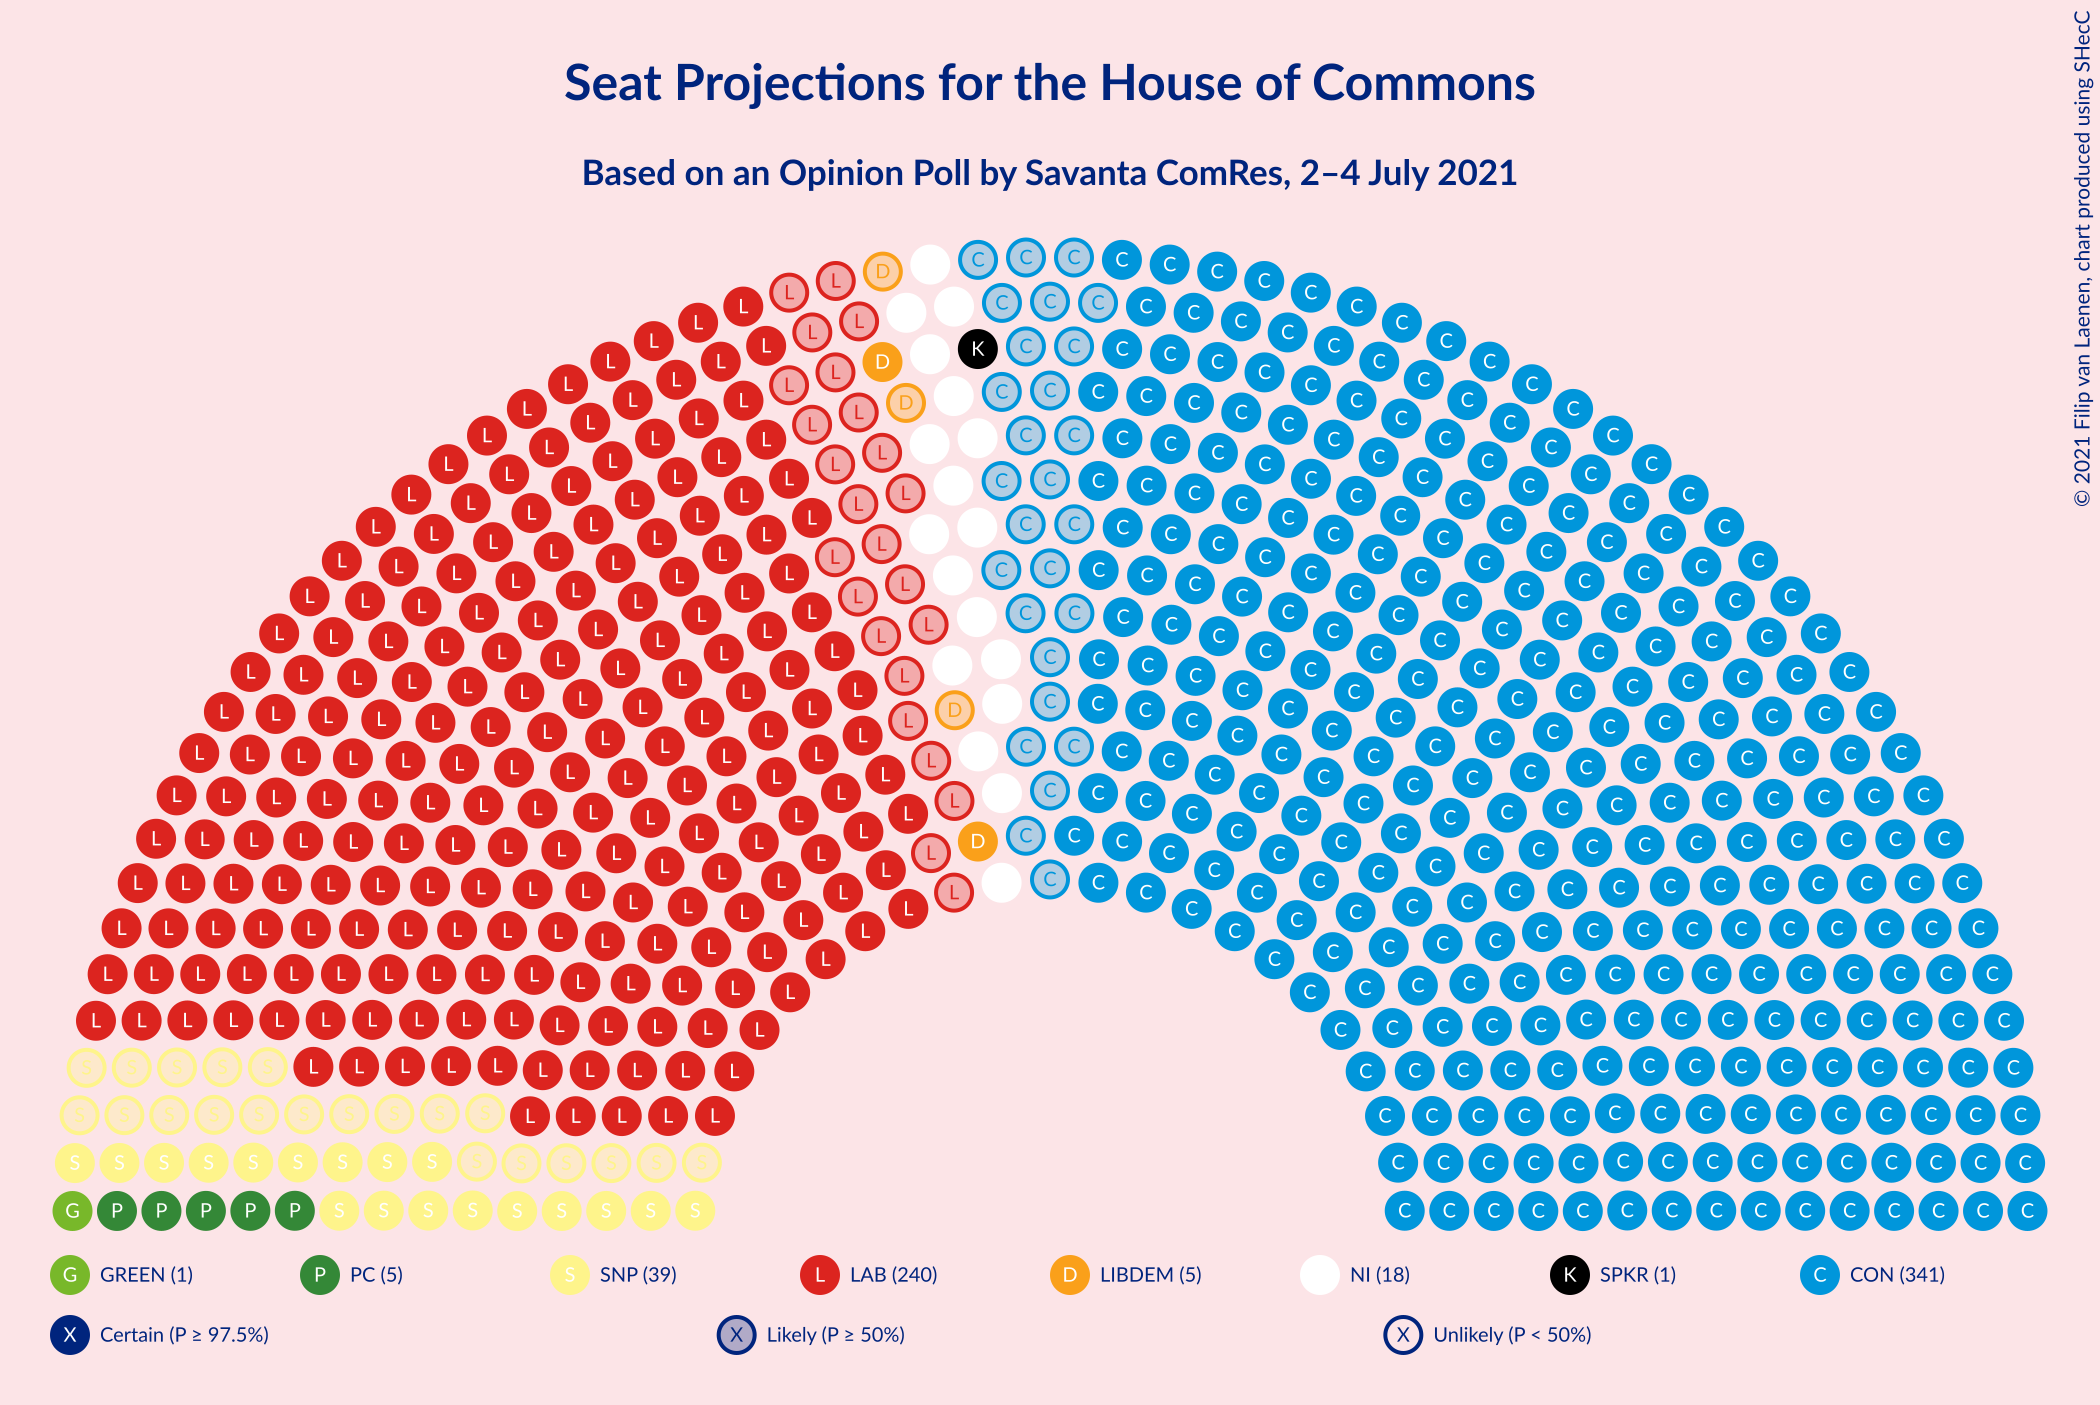 Seat Projections for the House of Commons
Based on an Opinion Poll by Savanta ComRes, 2–4 July 2021
© 2021 Filip van Laenen, chart produced using SHecC
G GREEN (1) P PC (5) S SNP (39) L LAB (240) D LIBDEM (5) NI (18) K SPKR (1) C CON (341)
X Certain (P ≥ 97.5%) X Likely (P ≥ 50%) X Unlikely (P < 50%)